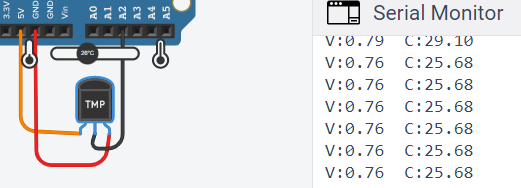 3.3V
5V
GND
GND
Vin
A0
A1
A2
A3
A4
A5
26°C
TMP
Serial Monitor
V:0.79 C:29.10
V:0.76 C:25.68
V:0.76 C:25.68
V:0.76 C:25.68
V:0.76 C:25.68
V:0.76 C:25.68
V:0.76 C:25.68